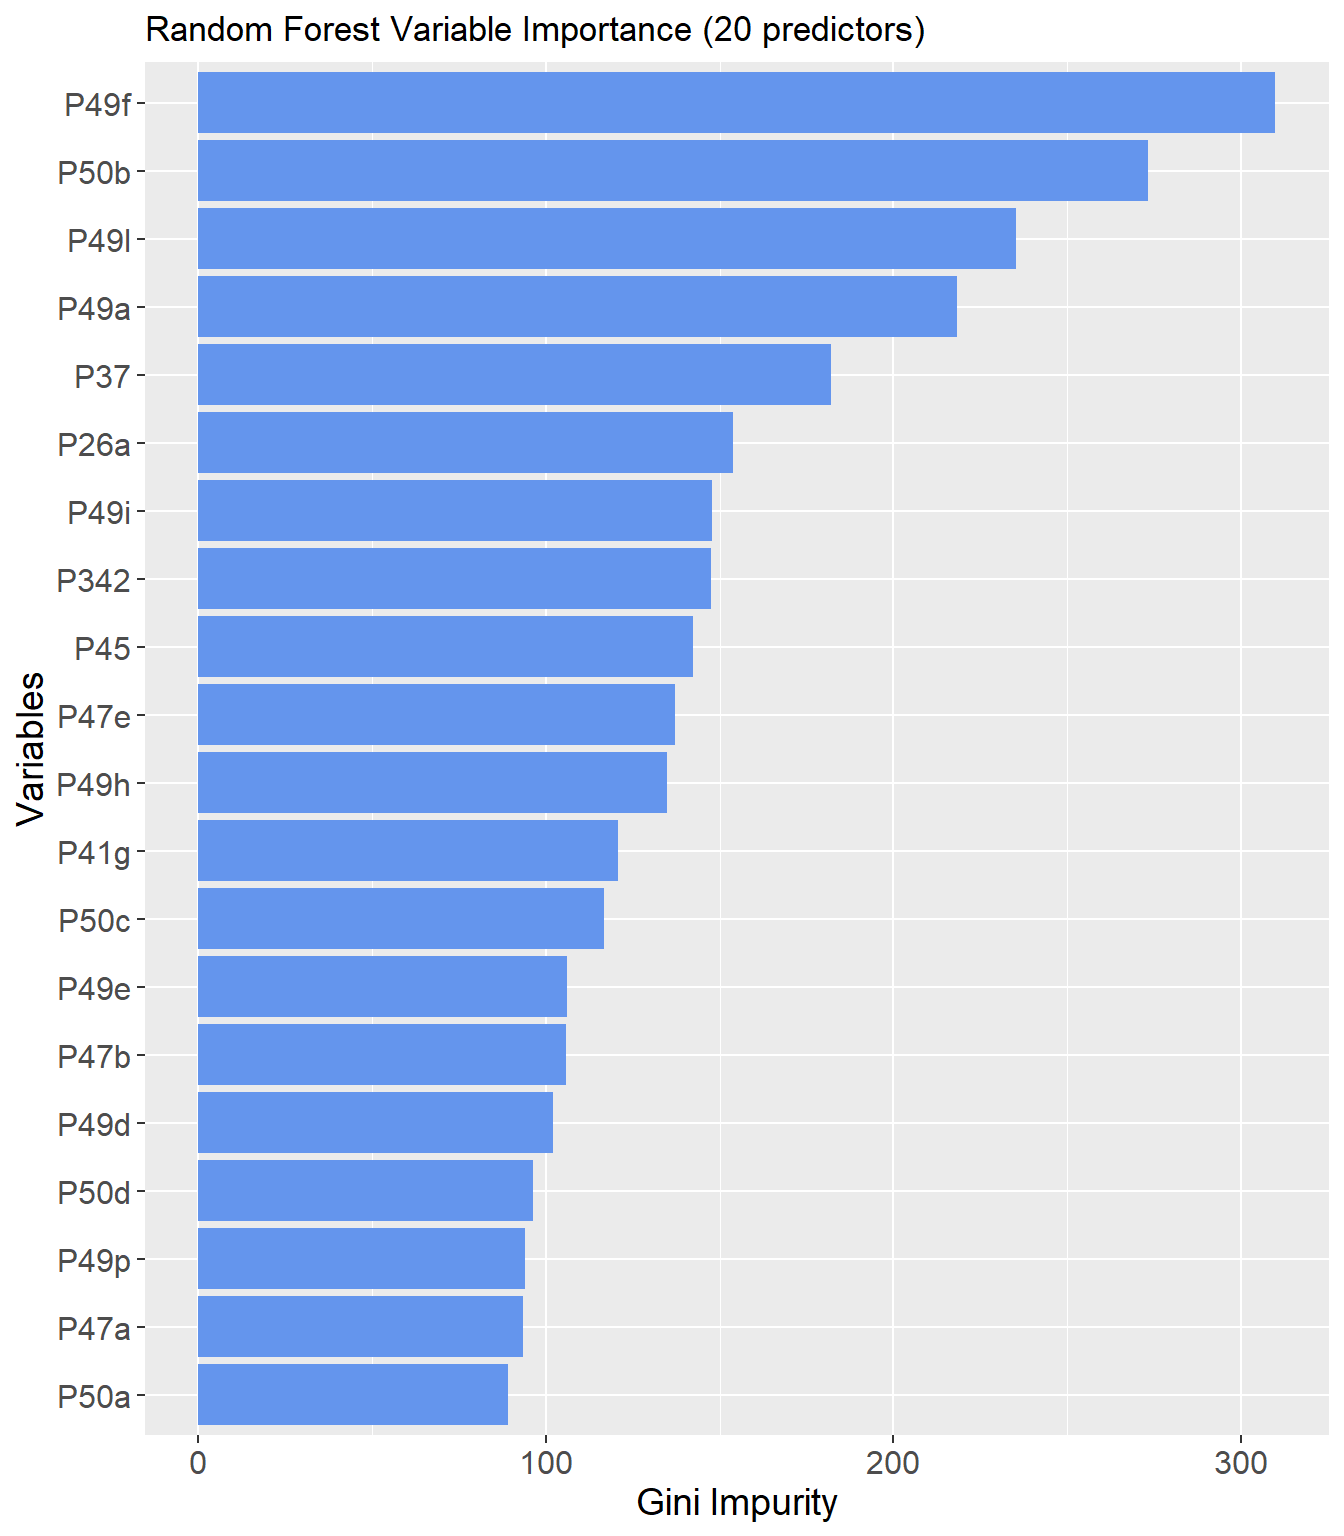 Random Forest Variable Importance (20 predictors)
P49f
P50b
P49l
P49a
P37
P26a
P49i
P342
P45
P47e
P49h
P41g
P50c
P49e
P47b
P49d
P50d
P49p
P47a
P50a
Variables
0 100 200 300
Gini Impurity